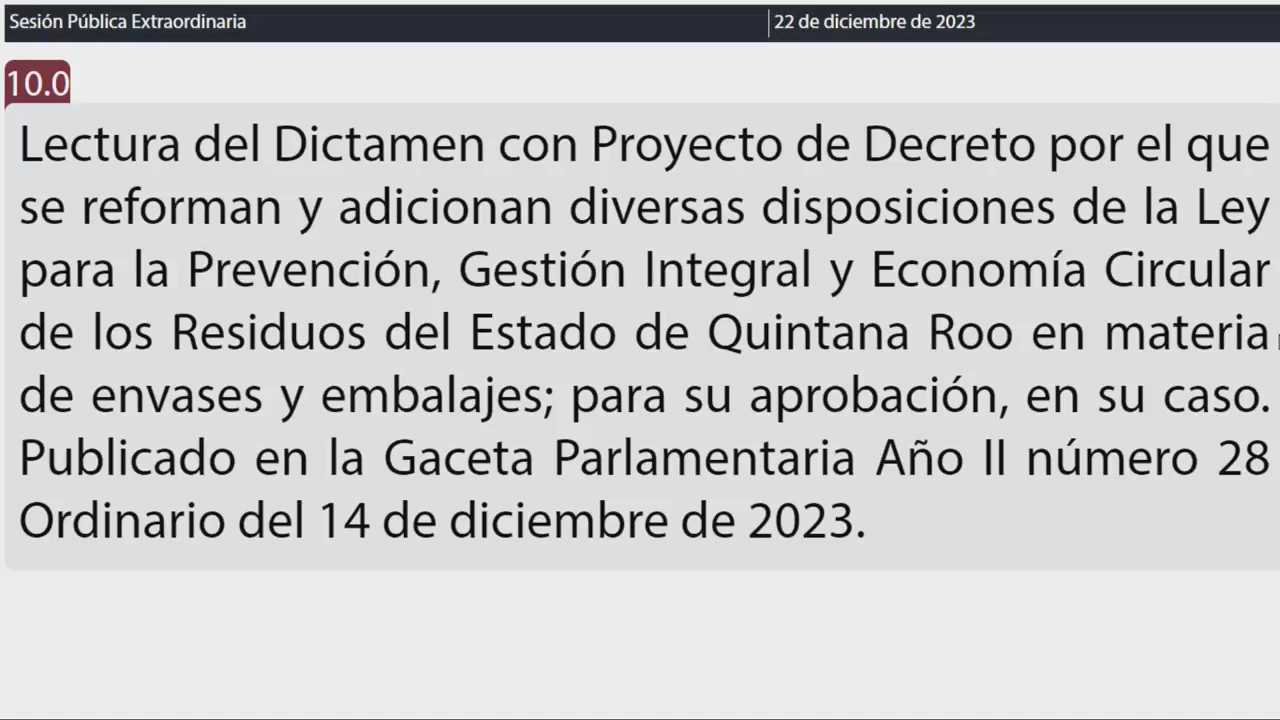 Sesión Pública Extraordinaria
22 de diciembre de 2023
10.0
Lectura del Dictamen con Proyecto de Decreto por el que
se reforman y adicionan diversas disposiciones de la Ley
para la Prevención, Gestión Integral y Economía Circular
de los Residuos del Estado de Quintana Roo en materia
de envases y embalajes; para su aprobación, en su caso.
Publicado en la Gaceta Parlamentaria Año II número 28
Ordinario del 14 de diciembre de 2023.